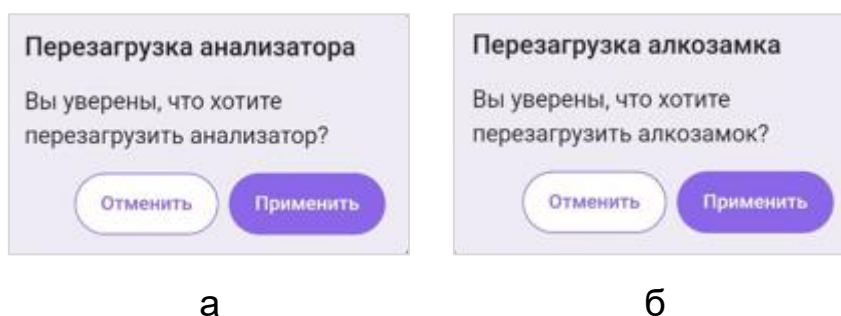 Перезагрузка анализатора
Вы уверены, что хотите
перезагрузить анализатор?
Отменить
Применить
Перезагрузка алкозамка
Вы уверены, что хотите
перезагрузить алкозамок?
Отменить
Применить
а
б